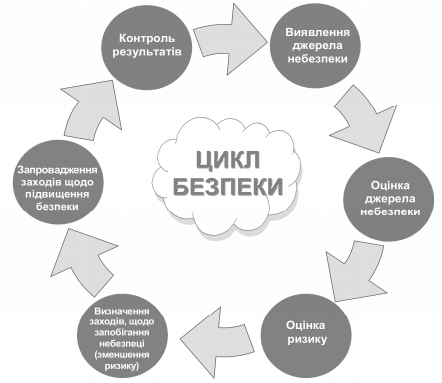 Контроль
результатів
Виявлення
джерела
небезпеки
ЦИКЛ
БЕЗПЕКИ
Запровадження
заходів щодо
підвищення
безпеки
Оцінка
джерела
небезпеки
Визначення
заходів, щодо
запобігання
небезпеці
(зменшення
ризику)
Оцінка
ризику